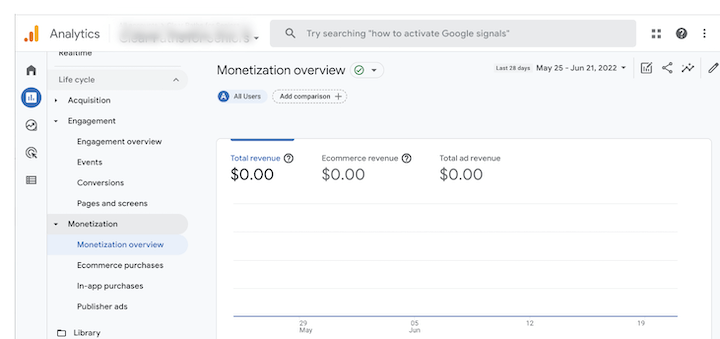 Analytics
Try searching "how to activate Google signals"
Realtime
Life cycle
Acquisition
Engagement
Engagement overview
Events
Conversions
Pages and screens
Monetization
Monetization overview
Ecommerce purchases
In-app purchases
Publisher ads
Library
Monetization overview
Last 28 days May 25 - Jun 21, 2022
A All Users
Add comparison +
Total revenue
$0.00
Ecommerce revenue
$0.00
Total ad revenue
$0.00
29
May
05
Jun
12
19